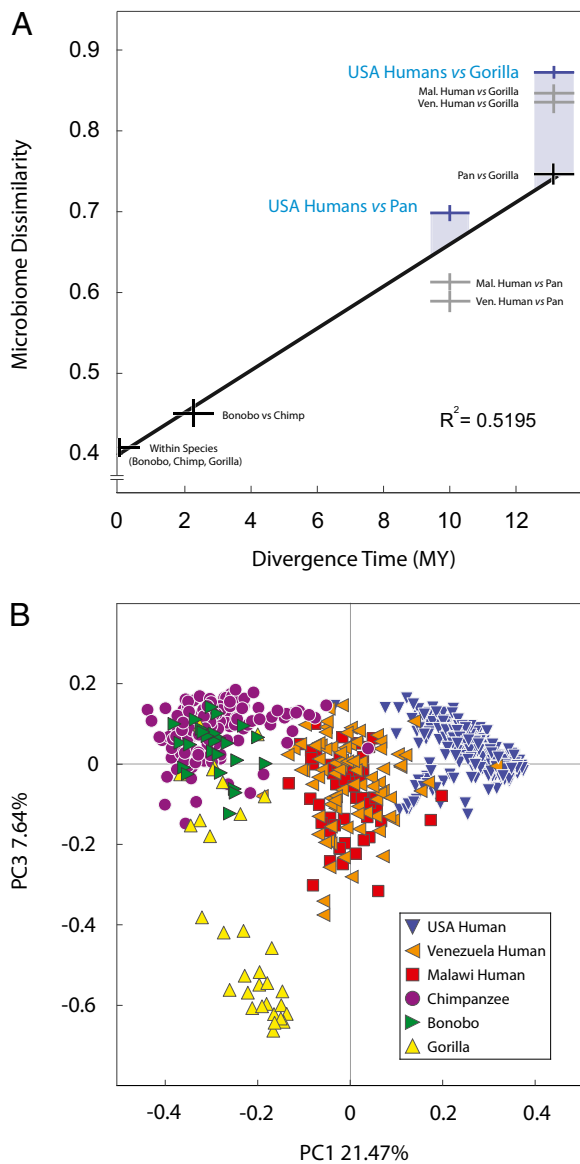 A
Microbiome Dissimilarity
0.9
0.8
0.7
0.6
0.5
0.4
USA Humans vs Gorilla
Mal. Human vs Gorilla
Ven. Human vs Gorilla
Pan vs Gorilla
USA Humans vs Pan
Mal. Human vs Pan
Ven. Human vs Pan
Bonobo vs Chimp
R² = 0.5195
Within Species
(Bonobo, Chimp, Gorilla)
0 2 4 6 8 10 12
Divergence Time (MY)
B
PC3 7.64%
0.2
0
-0.2
-0.4
-0.6
USA Human
Venezuela Human
Malawi Human
Chimpanzee
Bonobo
Gorilla
-0.4 -0.2 0 0.2 0.4
PC1 21.47%